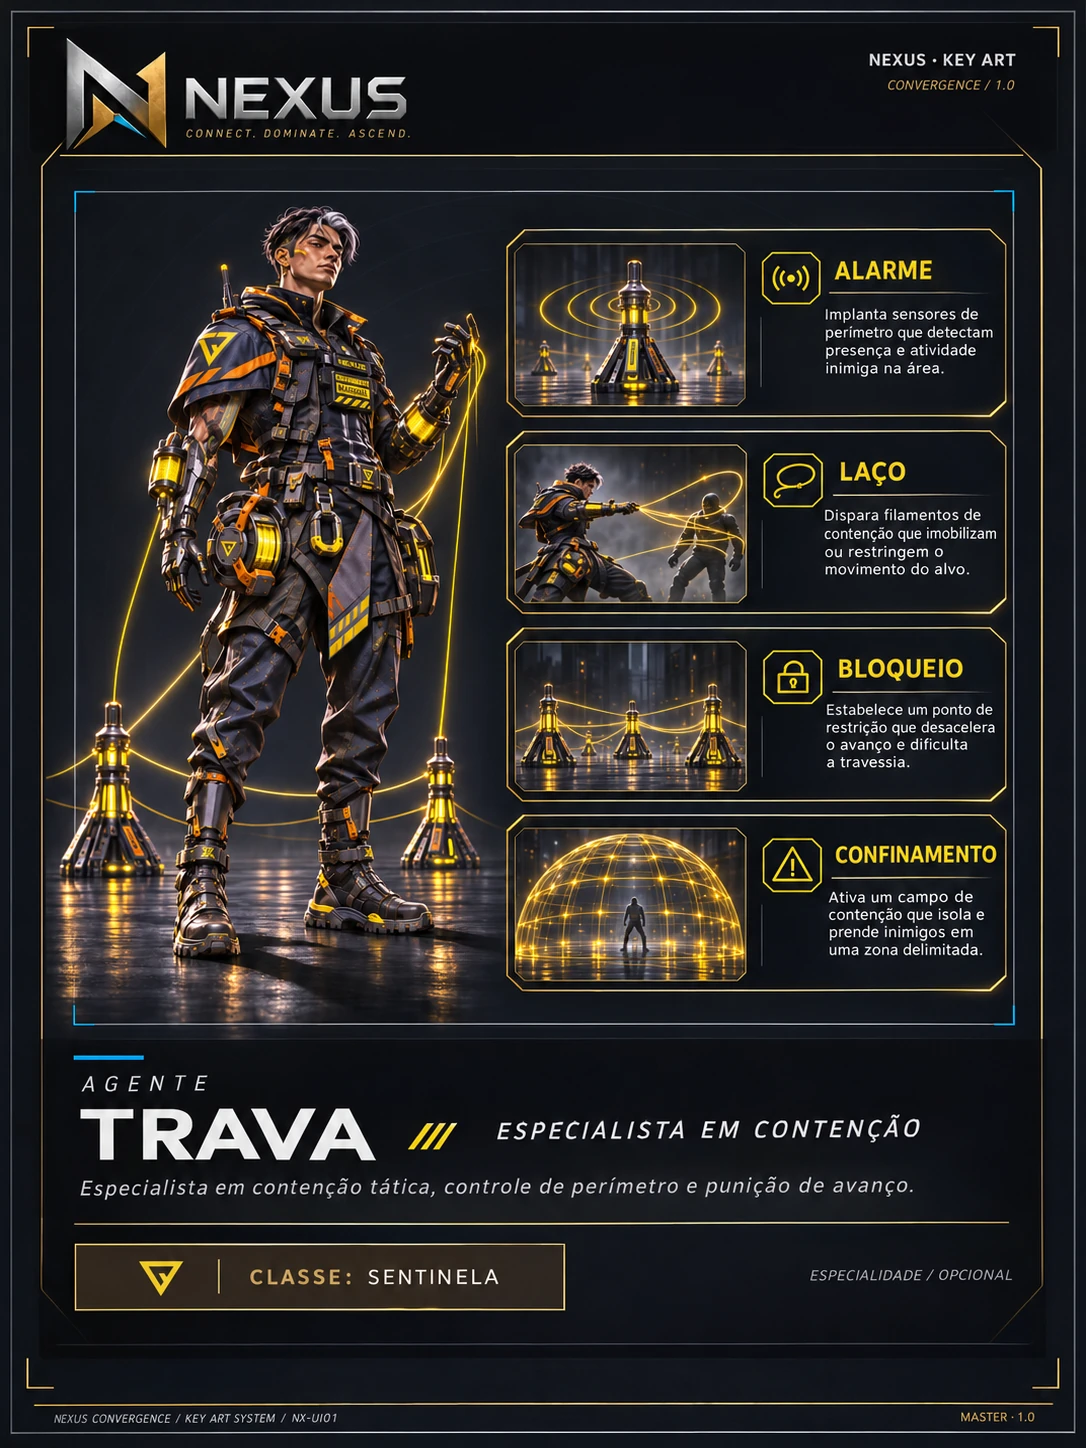 NEXUS
CONNECT. DOMINATE. ASCEND.
NEXUS · KEY ART
CONVERGENCE / 1.0
ALARME
Implanta sensores de
perímetro que detectam
presença e atividade
inimiga na área.
LAÇO
Dispara filamentos de
contenção que imobilizam
ou restringem o
movimento do alvo.
BLOQUEIO
Estabelece um ponto de
restrição que desacelera
o avanço e dificulta
a travessia.
CONFINAMENTO
Ativa um campo de
contenção que isola e
prende inimigos em
uma zona delimitada.
AGENTE
TRAVA /// ESPECIALISTA EM CONTENÇÃO
Especialista em contenção tática, controle de perímetro e punição de avanço.
CLASSE: SENTINELA
ESPECIALIDADE / OPCIONAL
NEXUS CONVERGENCE / KEY ART SYSTEM / NX-UI01
MASTER · 1.0